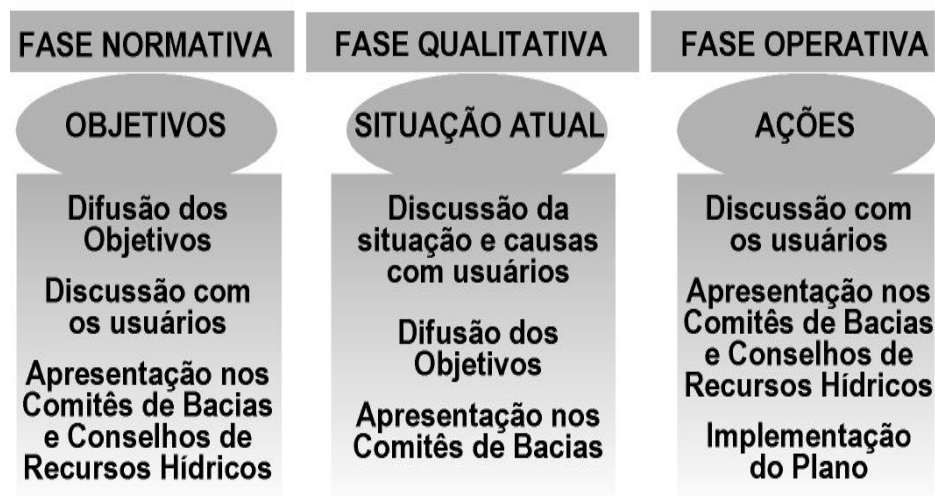 FASE NORMATIVA
OBJETIVOS
Difusão dos
Objetivos
Discussão com
os usuários
Apresentação nos
Comitês de Bacias
e Conselhos de
Recursos Hídricos
FASE QUALITATIVA
SITUAÇÃO ATUAL
Discussão da
situação e causas
com usuários
Difusão dos
Objetivos
Apresentação nos
Comitês de Bacias
FASE OPERATIVA
AÇÕES
Discussão com
os usuários
Apresentação nos
Comitês de Bacias
e Conselhos de
Recursos Hídricos
Implementação
do Plano